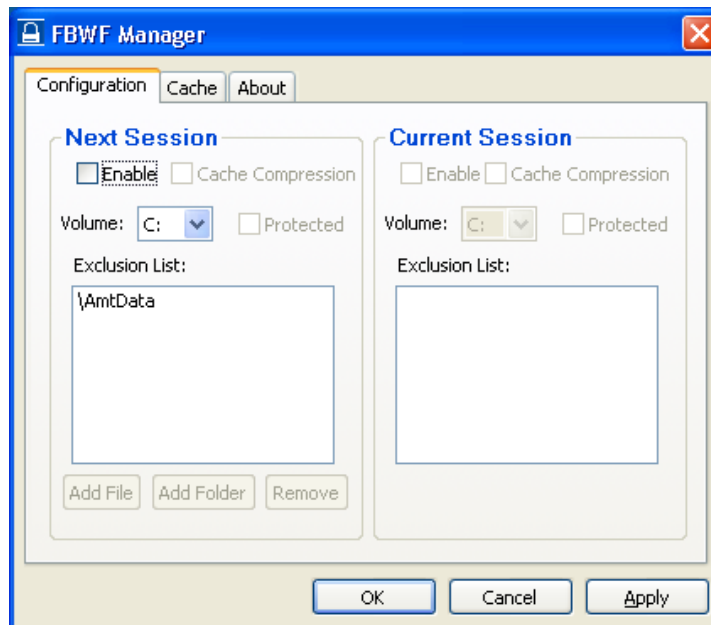 FBWF Manager
Configuration Cache About
Next Session
Enable Cache Compression
Volume: C: Protected
Exclusion List:
\AmtData
Add File Add Folder Remove
Current Session
Enable Cache Compression
Volume: C: Protected
Exclusion List:
OK Cancel Apply